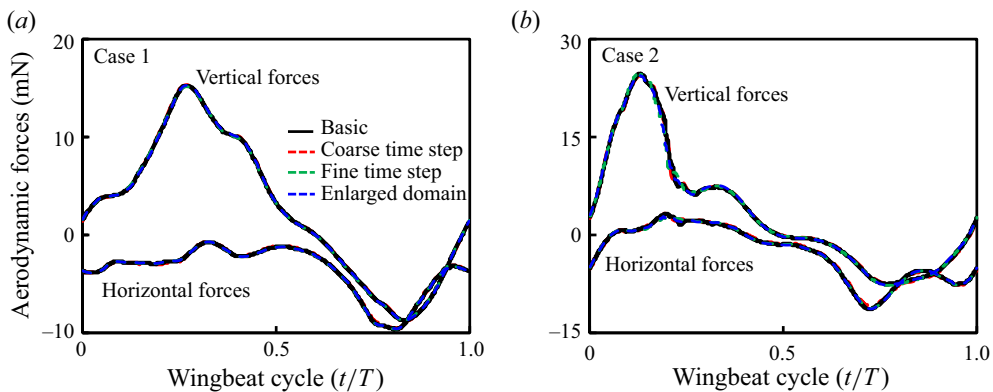 (a)
20
Case 1
Vertical forces
10
Basic
Coarse time step
Fine time step
Enlarged domain
0
Horizontal forces
–10
0
0.5
1.0
Aerodynamic forces (mN)
Wingbeat cycle (t/T)
(b)
30
Case 2
Vertical forces
15
0
Horizontal forces
–15
0
0.5
1.0
Wingbeat cycle (t/T)